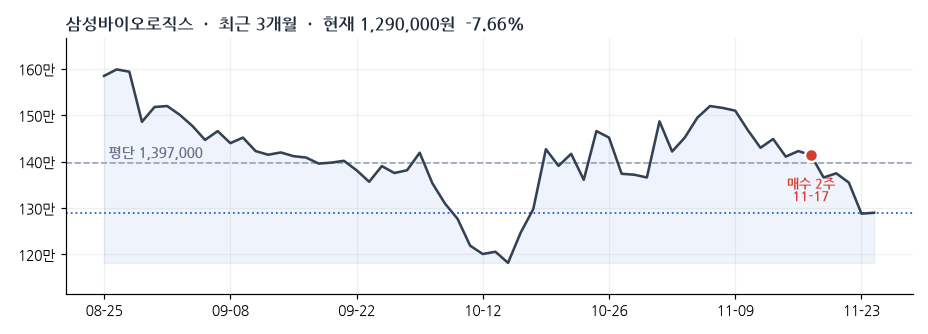 삼성바이오로직스 · 최근 3개월 · 현재 1,290,000원 -7.66%
160만
150만
140만
130만
120만
평단 1,397,000
매수 2주
11-17
08-25 09-08 09-22 10-12 10-26 11-09 11-23